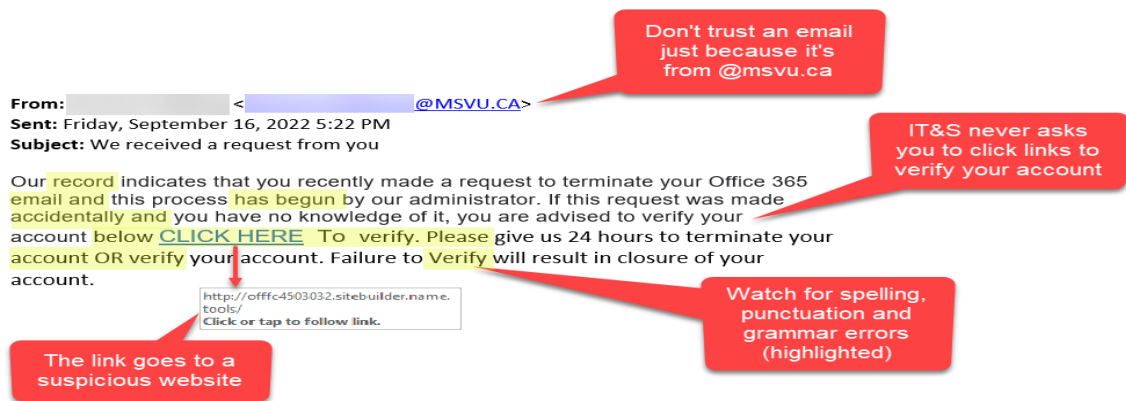 Don't trust an email
just because it's
from @msvu.ca
From: < @MSVU.CA>
Sent: Friday, September 16, 2022 5:22 PM
Subject: We received a request from you
IT&S never asks
you to click links to
verify your account
Our record indicates that you recently made a request to terminate your Office 365
email and this process has begun by our administrator. If this request was made
accidentally and you have no knowledge of it, you are advised to verify your
account below CLICK HERE To verify. Please give us 24 hours to terminate your
account OR verify your account. Failure to Verify will result in closure of your
account.
http://offfc4503032.sitebuilder.name.
tools/
Click or tap to follow link.
Watch for spelling,
punctuation and
grammar errors
(highlighted)
The link goes to a
suspicious website